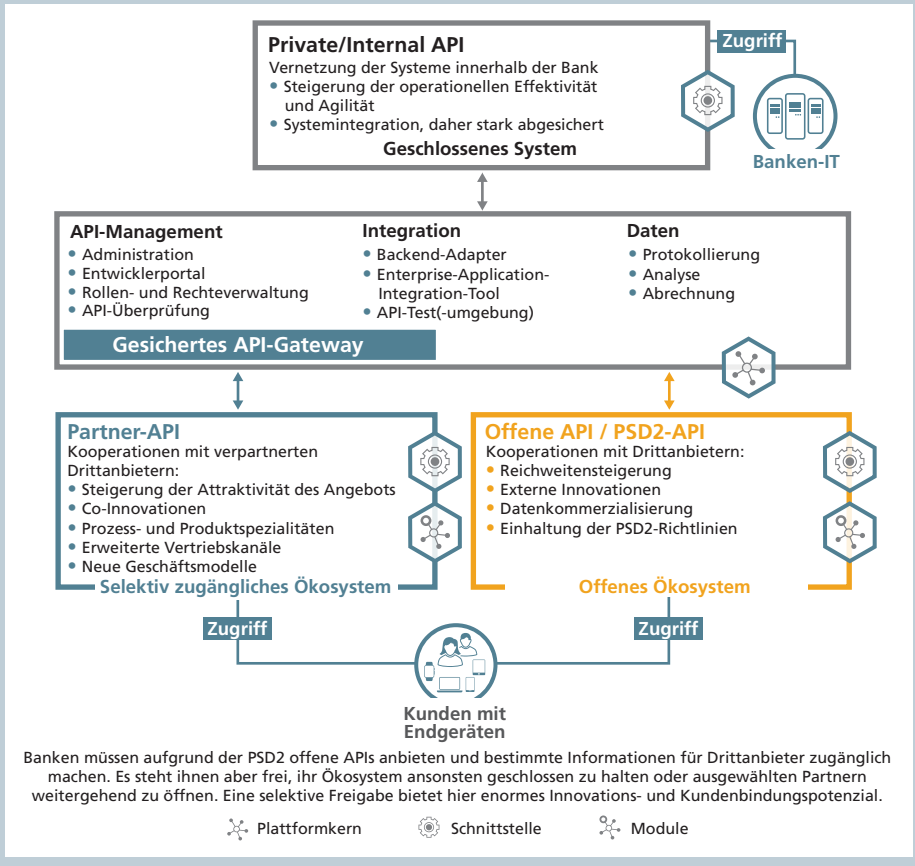 Private/Internal API
Vernetzung der Systeme innerhalb der Bank
• Steigerung der operationellen Effektivität
und Agilität
• Systemintegration, daher stark abgesichert
Geschlossenes System
Zugriff
Banken-IT
API-Management
• Administration
• Entwicklerportal
• Rollen- und Rechteverwaltung
• API-Überprüfung
Integration
• Backend-Adapter
• Enterprise-Application-
Integration-Tool
• API-Test(-umgebung)
Daten
• Protokollierung
• Analyse
• Abrechnung
Gesichertes API-Gateway
Partner-API
Kooperationen mit verpartnerten
Drittanbietern:
• Steigerung der Attraktivität des Angebots
• Co-Innovationen
• Prozess- und Produktspezialitäten
• Erweiterte Vertriebskanäle
• Neue Geschäftsmodelle
Selektiv zugängliches Ökosystem
Offene API / PSD2-API
Kooperationen mit Drittanbietern:
• Reichweitensteigerung
• Externe Innovationen
• Datenkommerzialisierung
• Einhaltung der PSD2-Richtlinien
Offenes Ökosystem
Zugriff
Zugriff
Kunden mit
Endgeräten
Banken müssen aufgrund der PSD2 offene APIs anbieten und bestimmte Informationen für Drittanbieter zugänglich
machen. Es steht ihnen aber frei, ihr Ökosystem ansonsten geschlossen zu halten oder ausgewählten Partnern
weitergehend zu öffnen. Eine selektive Freigabe bietet hier enormes Innovations- und Kundenbindungspotenzial.
Plattformkern
Schnittstelle
Module